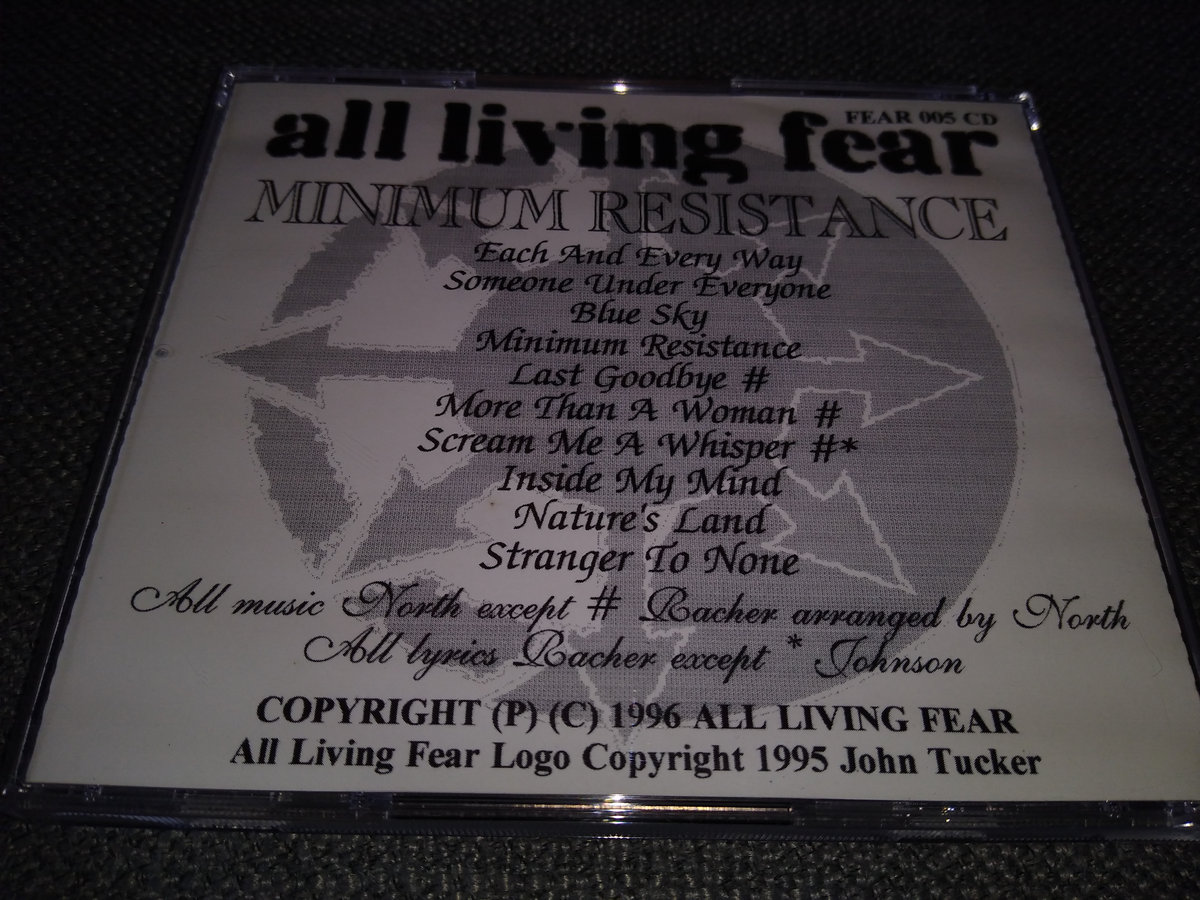 all living fear
FEAR 005 CD
MINIMUM RESISTANCE
Each And Every Way
Someone Under Everyone
Blue Sky
Minimum Resistance
Last Goodbye #
More Than A Woman #
Scream Me A Whisper #*
Inside My Mind
Nature's Land
Stranger To None
All music North except # Racher arranged by North
All lyrics Racher except * Johnson
COPYRIGHT (P) (C) 1996 ALL LIVING FEAR
All Living Fear Logo Copyright 1995 John Tucker